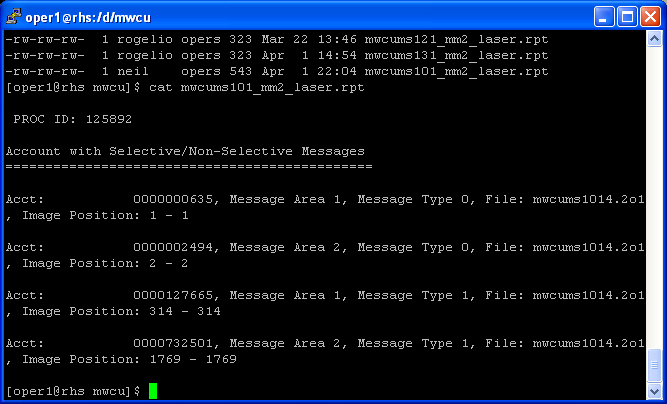 oper1@rhs:/d/mwcu
-rw-rw-rw-  1 rogelio opers 323 Mar 22 13:46 mwcums121_mm2_laser.rpt
-rw-rw-rw-  1 rogelio opers 323 Apr  1 14:54 mwcums131_mm2_laser.rpt
-rw-rw-rw-  1 neil    opers 543 Apr  1 22:04 mwcums101_mm2_laser.rpt
[oper1@rhs mwcu]$ cat mwcums101_mm2_laser.rpt
PROC ID: 125892
Account with Selective/Non-Selective Messages
==============================================
Acct:           0000000635, Message Area 1, Message Type 0, File: mwcums1014.2o1
, Image Position: 1 - 1
Acct:           0000002494, Message Area 2, Message Type 0, File: mwcums1014.2o1
, Image Position: 2 - 2
Acct:           0000127665, Message Area 1, Message Type 1, File: mwcums1014.2o1
, Image Position: 314 - 314
Acct:           0000732501, Message Area 2, Message Type 1, File: mwcums1014.2o1
, Image Position: 1769 - 1769
[oper1@rhs mwcu]$